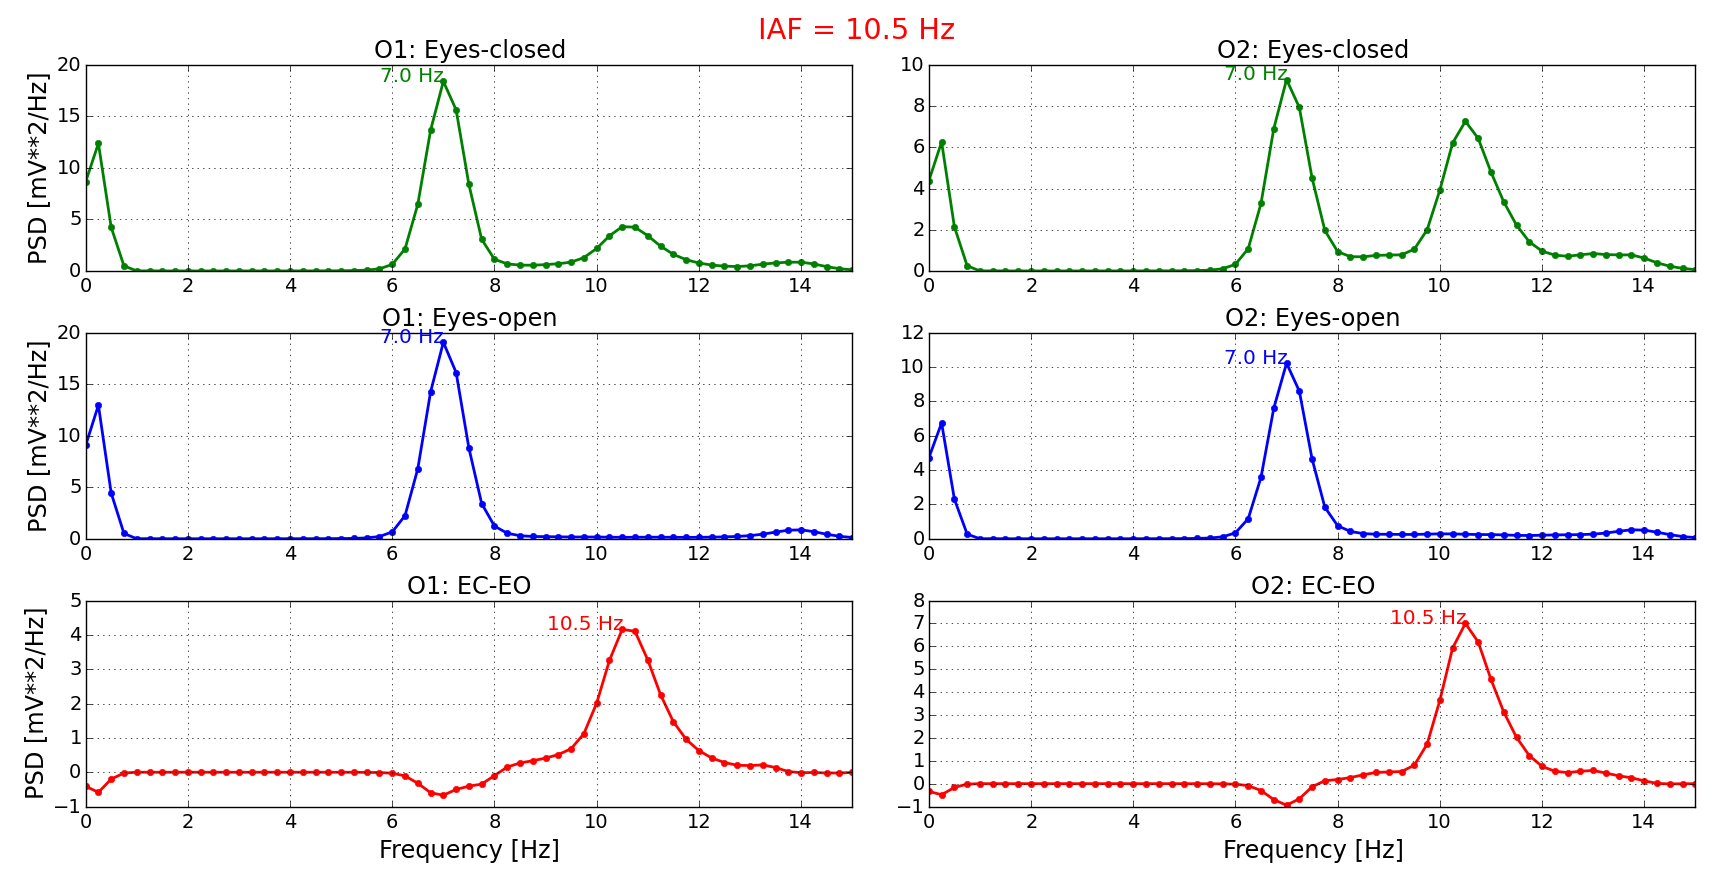 IAF = 10.5 Hz
O1: Eyes-closed
PSD [mV**2/Hz]
7.0 Hz
20
15
10
5
0
0 2 4 6 8 10 12 14
O2: Eyes-closed
7.0 Hz
10
8
6
4
2
0
0 2 4 6 8 10 12 14
O1: Eyes-open
PSD [mV**2/Hz]
7.0 Hz
20
15
10
5
0
0 2 4 6 8 10 12 14
O2: Eyes-open
7.0 Hz
12
10
8
6
4
2
0
0 2 4 6 8 10 12 14
O1: EC-EO
PSD [mV**2/Hz]
10.5 Hz
5
4
3
2
1
0
−1
0 2 4 6 8 10 12 14
Frequency [Hz]
O2: EC-EO
10.5 Hz
8
7
6
5
4
3
2
1
0
−1
0 2 4 6 8 10 12 14
Frequency [Hz]